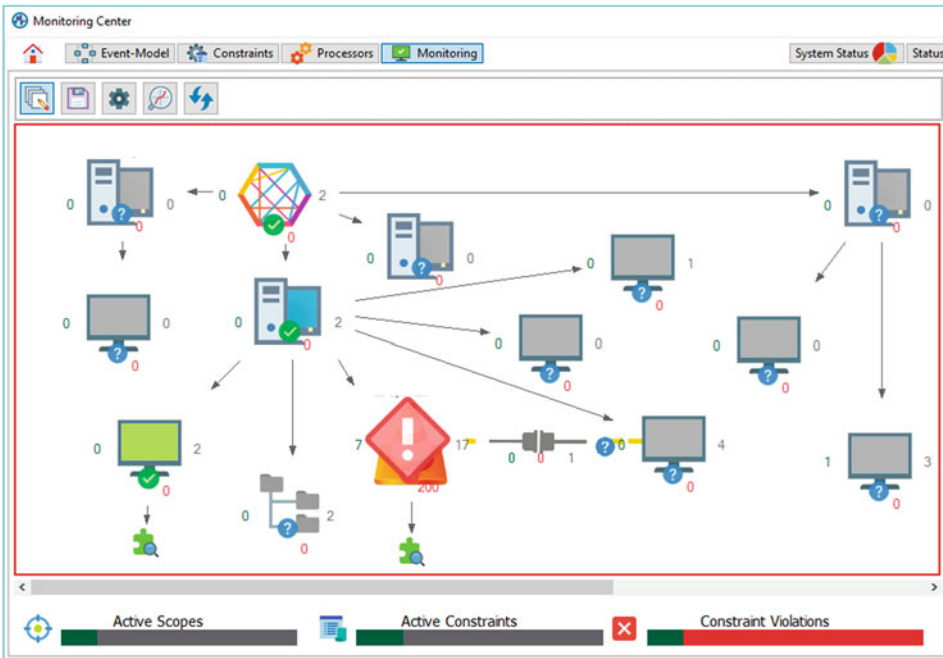 Monitoring Center
Event-Model Constraints Processors Monitoring System Status Status
0 0 0
0 2 0
0 0 0
0 0 0
0 1 0
0 0 0
0 2 0
0 0 0
0 0 0
0 2 0
7 17 200
0 0 1
0 4 0
1 3 0
0 2 0
Active Scopes Active Constraints Constraint Violations